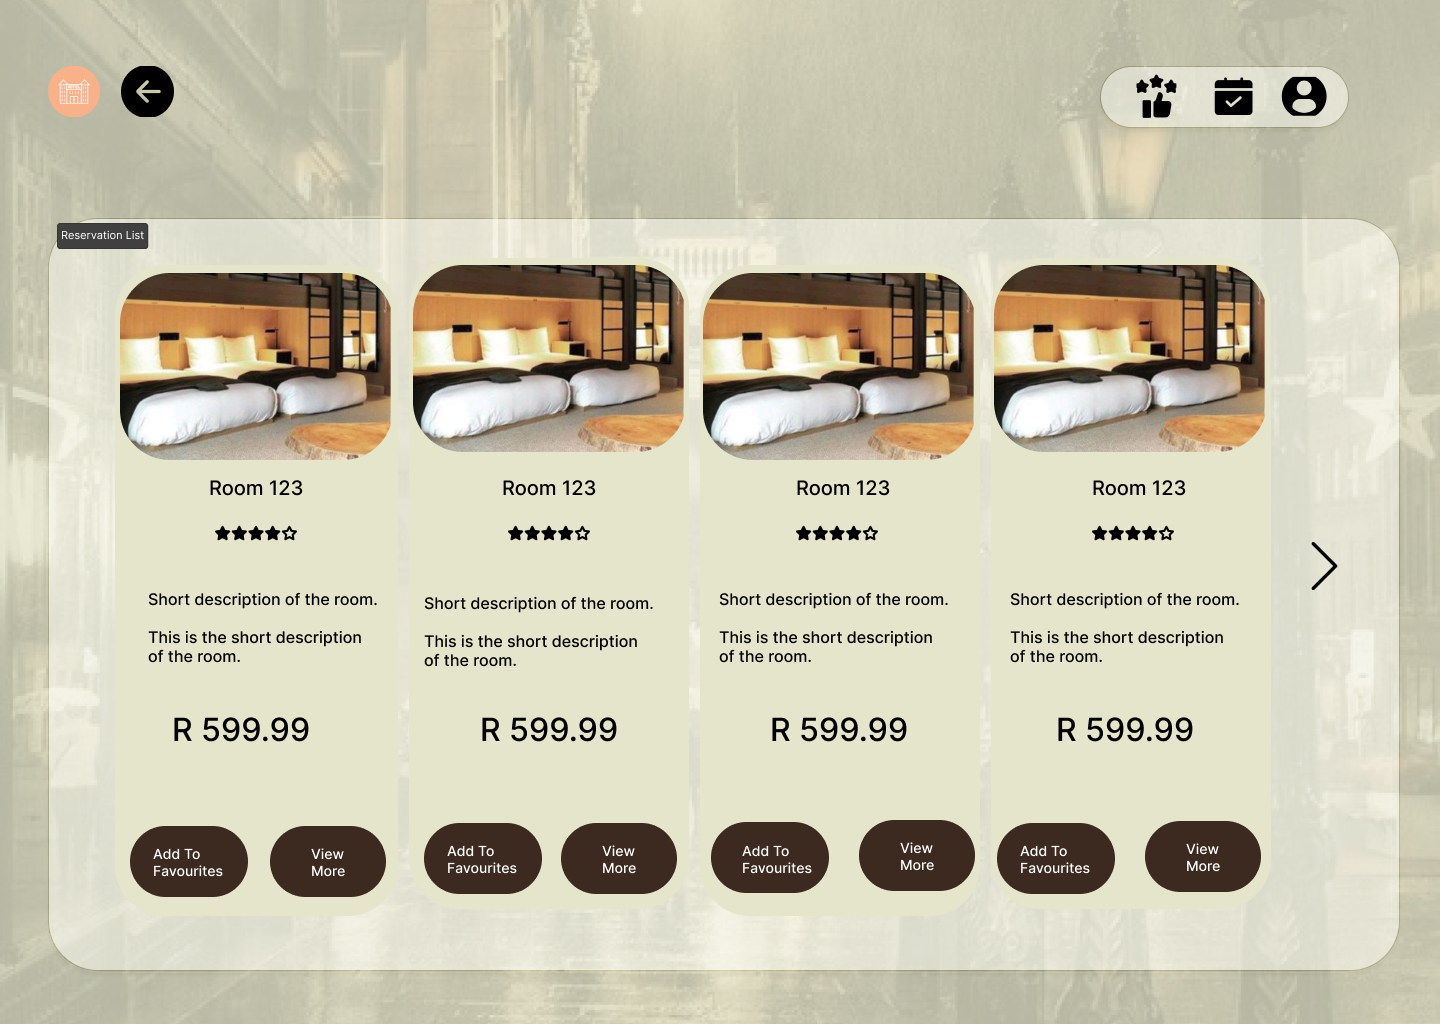 Reservation List
Room 123
Short description of the room.
This is the short description
of the room.
R 599.99
Add To
Favourites
View
More
Room 123
Short description of the room.
This is the short description
of the room.
R 599.99
Add To
Favourites
View
More
Room 123
Short description of the room.
This is the short description
of the room.
R 599.99
Add To
Favourites
View
More
Room 123
Short description of the room.
This is the short description
of the room.
R 599.99
Add To
Favourites
View
More